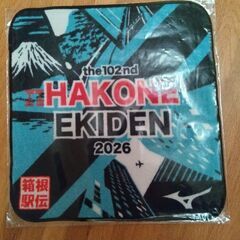 the 102nd
HAKONE
EKIDEN
2026
箱根
駅伝